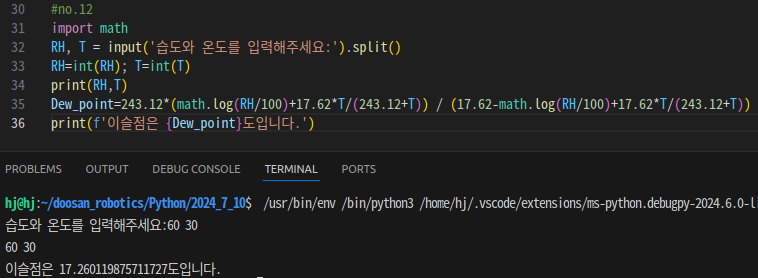 30 #no.12
31 import math
32 RH, T = input('습도와 온도를 입력해주세요:').split()
33 RH=int(RH); T=int(T)
34 print(RH,T)
35 Dew_point=243.12*(math.log(RH/100)+17.62*T/(243.12+T)) / (17.62-math.log(RH/100)+17.62*T/(243.12+T))
36 print(f'이슬점은 {Dew_point}도입니다.')
PROBLEMS OUTPUT DEBUG CONSOLE TERMINAL PORTS
hj@hj:~/doosan_robotics/Python/2024_7_10$ /usr/bin/env /bin/python3 /home/hj/.vscode/extensions/ms-python.debugpy-2024.6.0-li
습도와 온도를 입력해주세요:60 30
60 30
이슬점은 17.260119875711727도입니다.